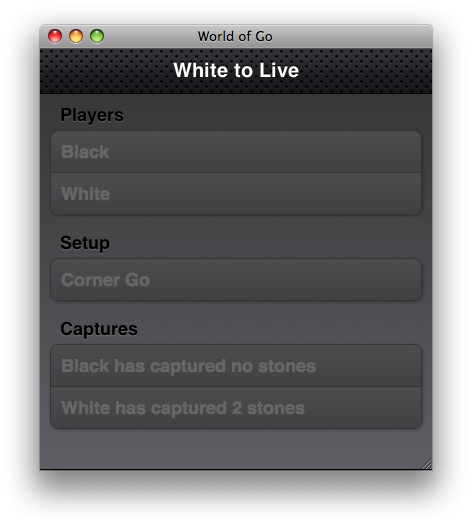 World of Go
White to Live
Players
Black
White
Setup
Corner Go
Captures
Black has captured no stones
White has captured 2 stones